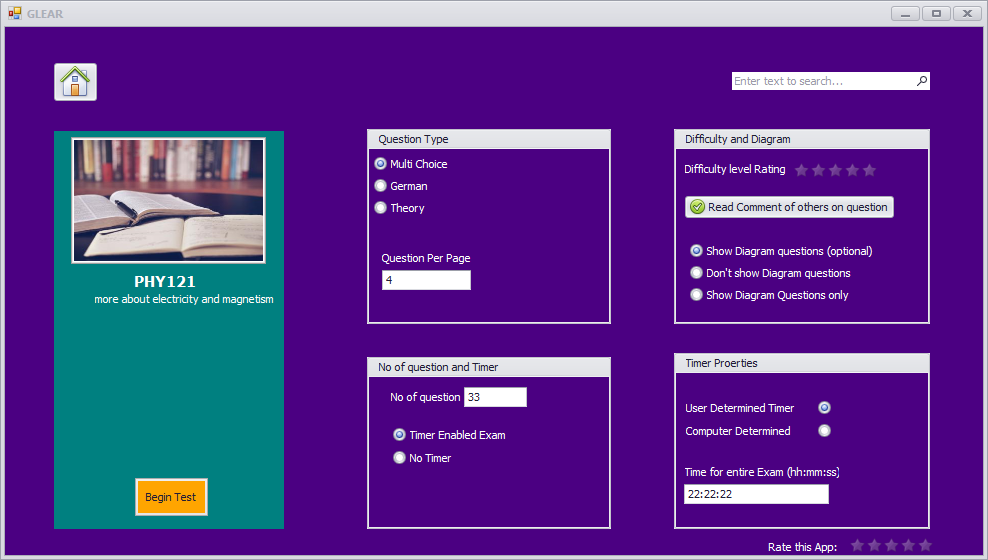 GLEAR
Enter text to search...
PHY121
more about electricity and magnetism
Begin Test
Question Type
Multi Choice
German
Theory
Question Per Page
4
Difficulty and Diagram
Difficulty level Rating
Read Comment of others on question
Show Diagram questions (optional)
Don't show Diagram questions
Show Diagram Questions only
No of question and Timer
No of question 33
Timer Enabled Exam
No Timer
Timer Proerties
User Determined Timer
Computer Determined
Time for entire Exam (hh:mm:ss)
22:22:22
Rate this App: